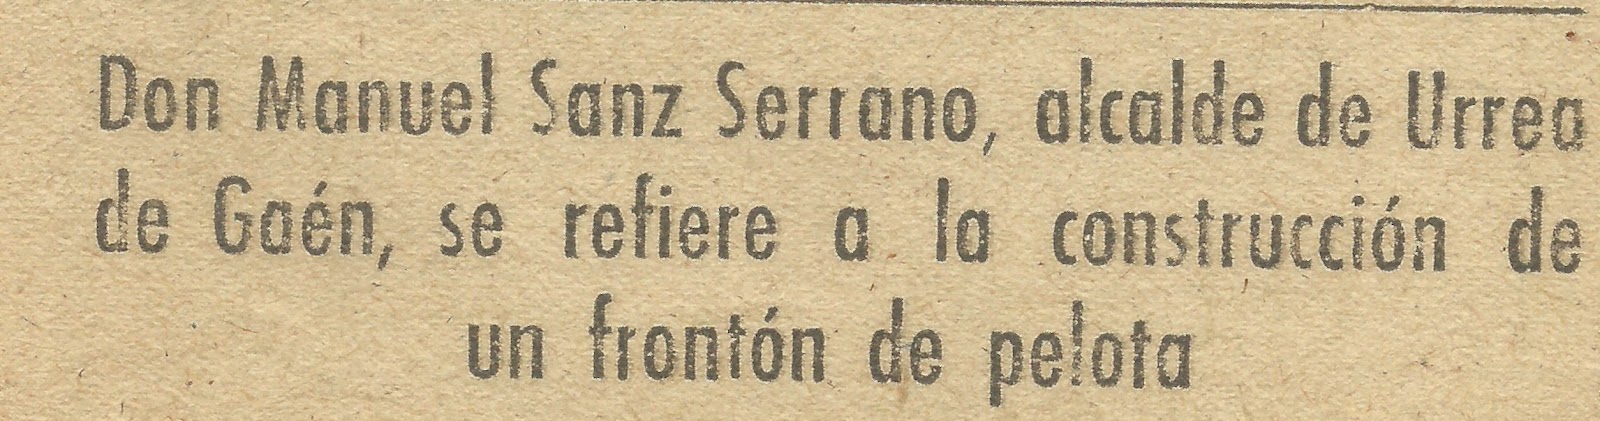 Don Manuel Sanz Serrano, alcalde de Urrea
de Gaén, se refiere a la construcción de
un frontón de pelota